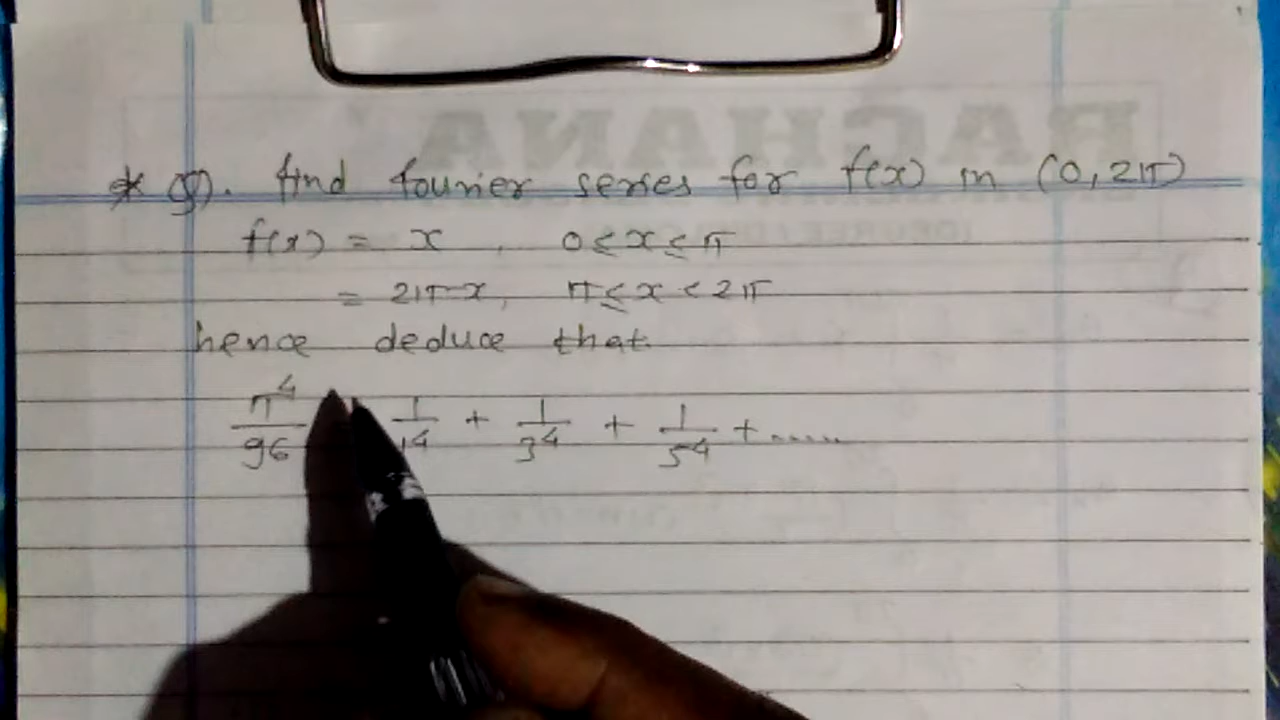 * Q). find fourier series for f(x) in (0, 2π)
f(x) = x , 0 ≤ x ≤ π
= 2π-x, π ≤ x < 2π
hence deduce that.
π⁴/96 1/1⁴ + 1/3⁴ + 1/5⁴ + ......